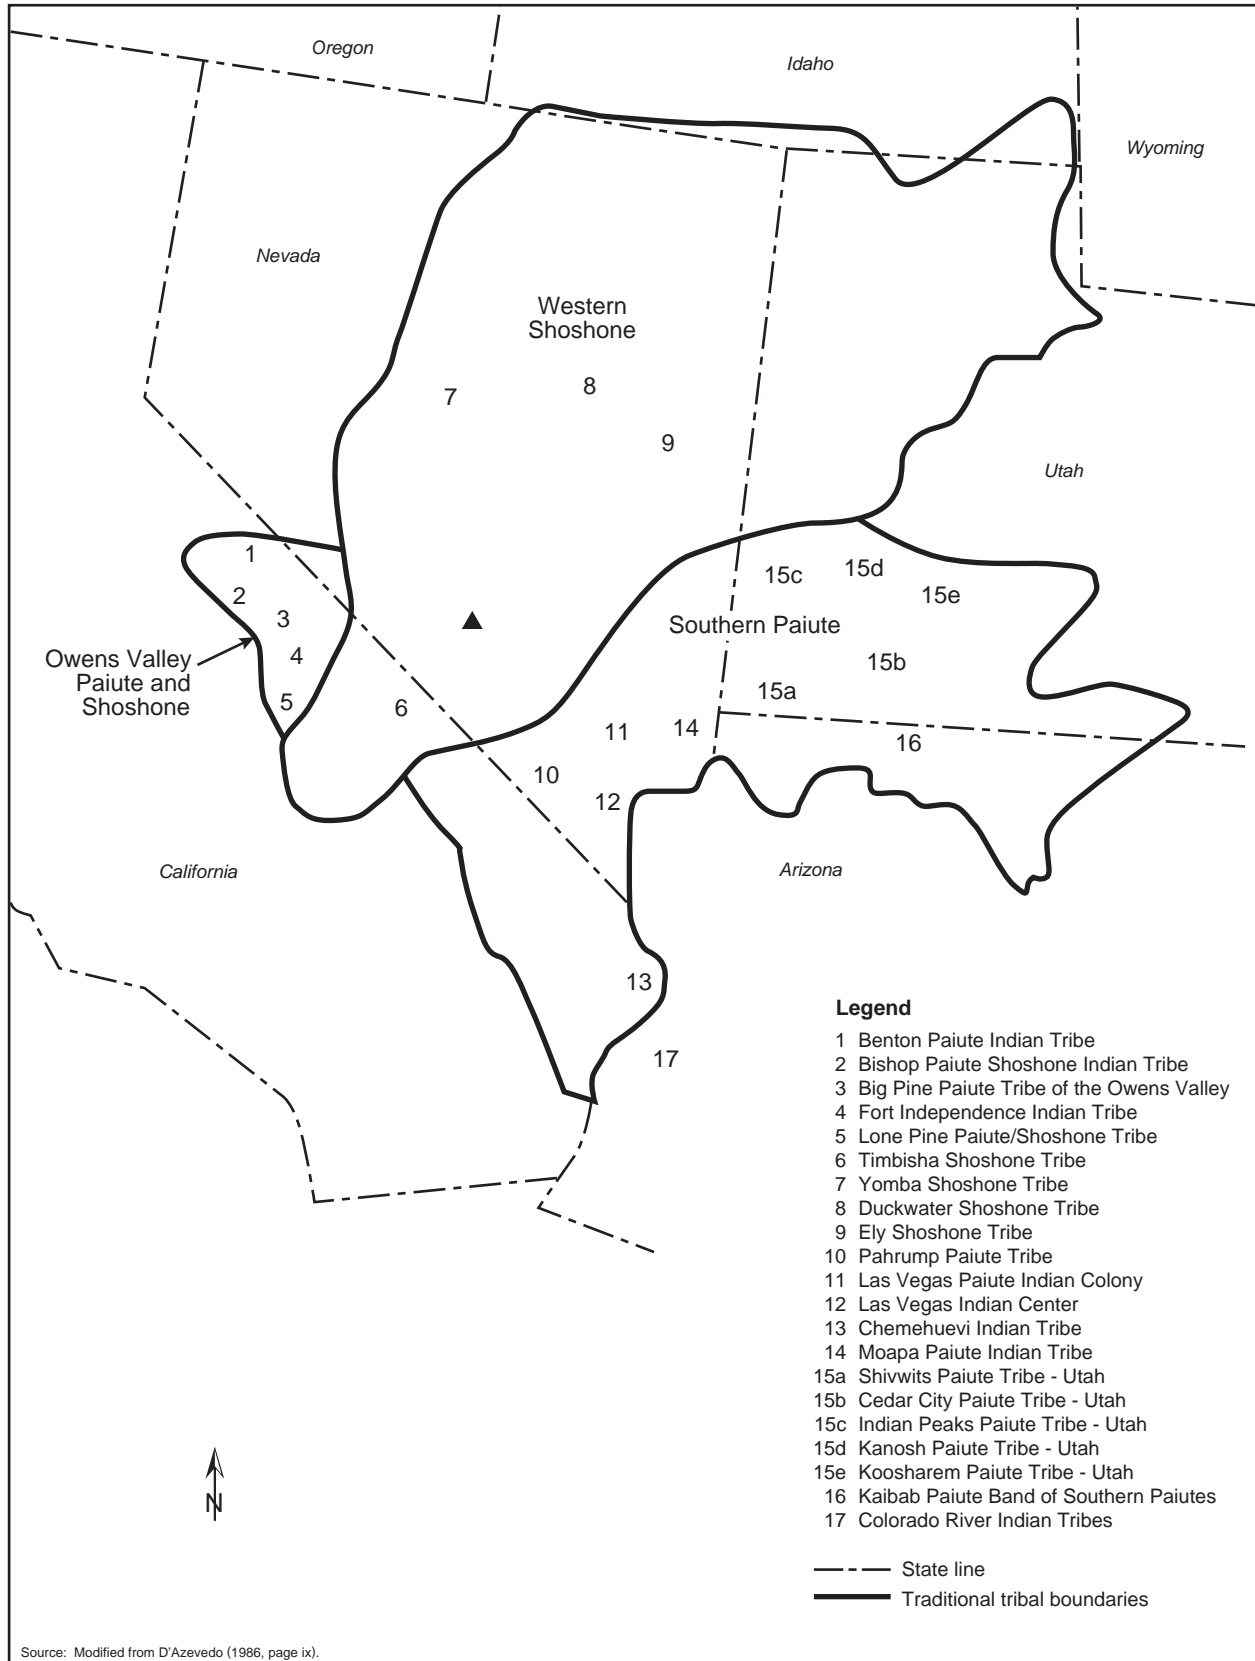 Oregon
Idaho
Wyoming
Nevada
Western
Shoshone
7
8
9
Utah
1
2
3
4
5
6
Owens Valley
Paiute and
Shoshone
15c
15d
15e
Southern Paiute
15b
15a
11
14
16
10
12
California
Arizona
13
17
Legend
1 Benton Paiute Indian Tribe
2 Bishop Paiute Shoshone Indian Tribe
3 Big Pine Paiute Tribe of the Owens Valley
4 Fort Independence Indian Tribe
5 Lone Pine Paiute/Shoshone Tribe
6 Timbisha Shoshone Tribe
7 Yomba Shoshone Tribe
8 Duckwater Shoshone Tribe
9 Ely Shoshone Tribe
10 Pahrump Paiute Tribe
11 Las Vegas Paiute Indian Colony
12 Las Vegas Indian Center
13 Chemehuevi Indian Tribe
14 Moapa Paiute Indian Tribe
15a Shivwits Paiute Tribe - Utah
15b Cedar City Paiute Tribe - Utah
15c Indian Peaks Paiute Tribe - Utah
15d Kanosh Paiute Tribe - Utah
15e Koosharem Paiute Tribe - Utah
16 Kaibab Paiute Band of Southern Paiutes
17 Colorado River Indian Tribes
N
State line
Traditional tribal boundaries
Source: Modified from D'Azevedo (1986, page ix).